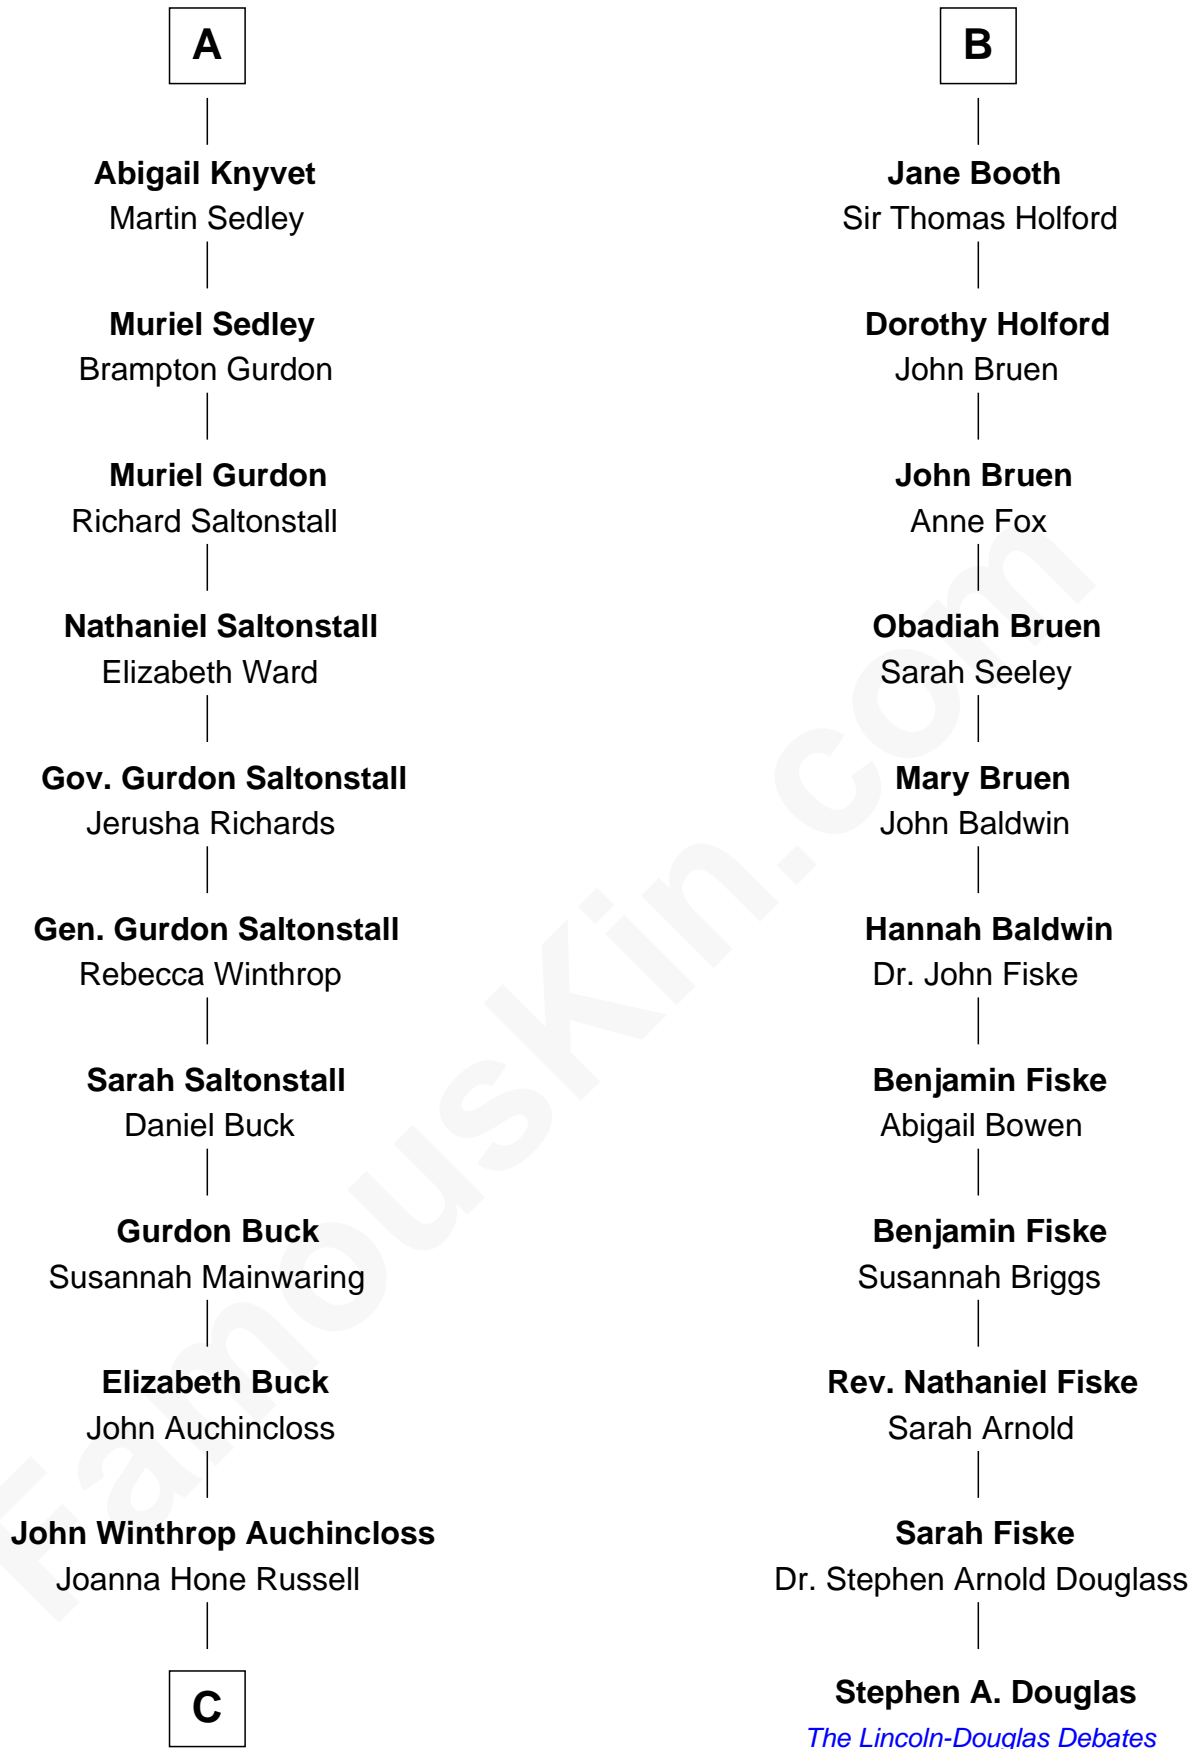 A
Abigail Knyvet
Martin Sedley
Muriel Sedley
Brampton Gurdon
Muriel Gurdon
Richard Saltonstall
Nathaniel Saltonstall
Elizabeth Ward
Gov. Gurdon Saltonstall
Jerusha Richards
Gen. Gurdon Saltonstall
Rebecca Winthrop
Sarah Saltonstall
Daniel Buck
Gurdon Buck
Susannah Mainwaring
Elizabeth Buck
John Auchincloss
John Winthrop Auchincloss
Joanna Hone Russell
C
B
Jane Booth
Sir Thomas Holford
Dorothy Holford
John Bruen
John Bruen
Anne Fox
Obadiah Bruen
Sarah Seeley
Mary Bruen
John Baldwin
Hannah Baldwin
Dr. John Fiske
Benjamin Fiske
Abigail Bowen
Benjamin Fiske
Susannah Briggs
Rev. Nathaniel Fiske
Sarah Arnold
Sarah Fiske
Dr. Stephen Arnold Douglass
Stephen A. Douglas
The Lincoln-Douglas Debates
FamousKin.com